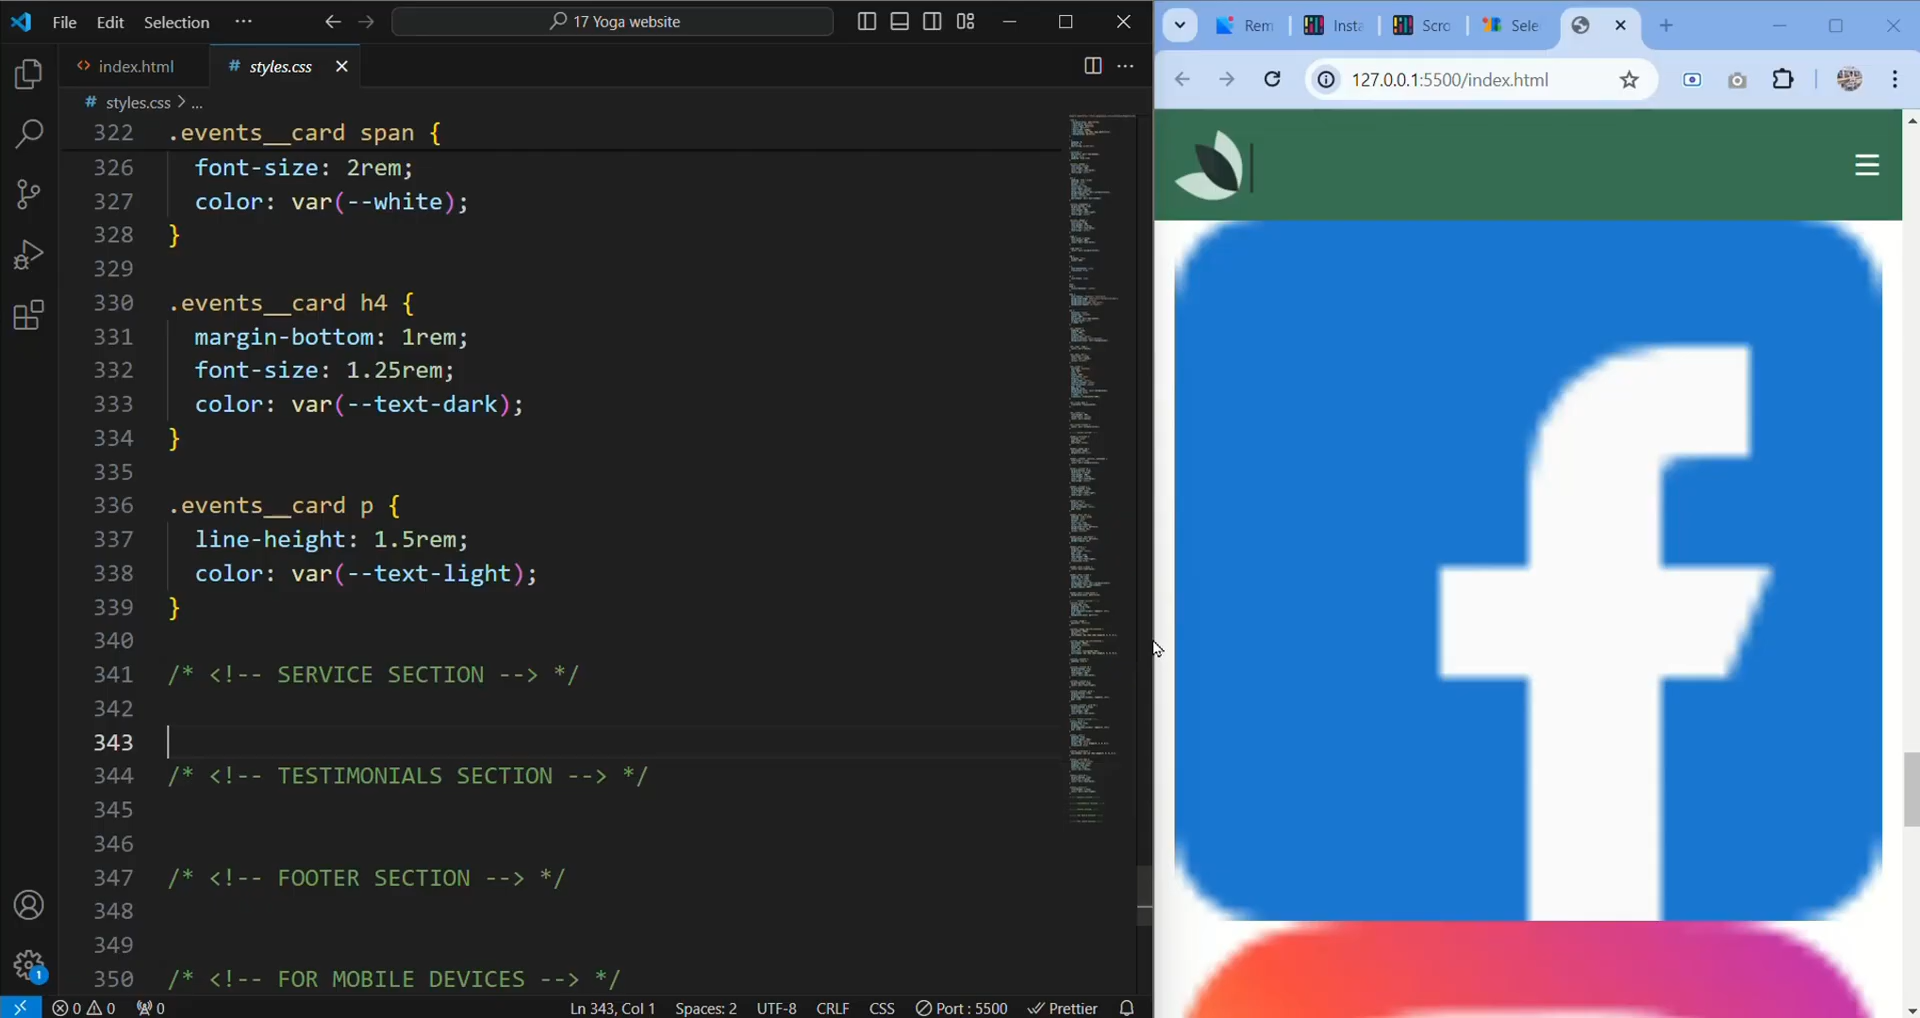 File Edit Selection ··· 17 Yoga website
index.html # styles.css
# styles.css > ...
322 .events__card span {
326 font-size: 2rem;
327 color: var(--white);
328 }
329
330 .events__card h4 {
331 margin-bottom: 1rem;
332 font-size: 1.25rem;
333 color: var(--text-dark);
334 }
335
336 .events__card p {
337 line-height: 1.5rem;
338 color: var(--text-light);
339 }
340
341 /* <!-- SERVICE SECTION --> */
342
343
344 /* <!-- TESTIMONIALS SECTION --> */
345
346
347 /* <!-- FOOTER SECTION --> */
348
349
350 /* <!-- FOR MOBILE DEVICES --> */
1
0 0 0 Ln 343, Col 1 Spaces: 2 UTF-8 CRLF CSS Port : 5500 Prettier
Rem Insta Scro Sele
127.0.0.1:5500/index.html